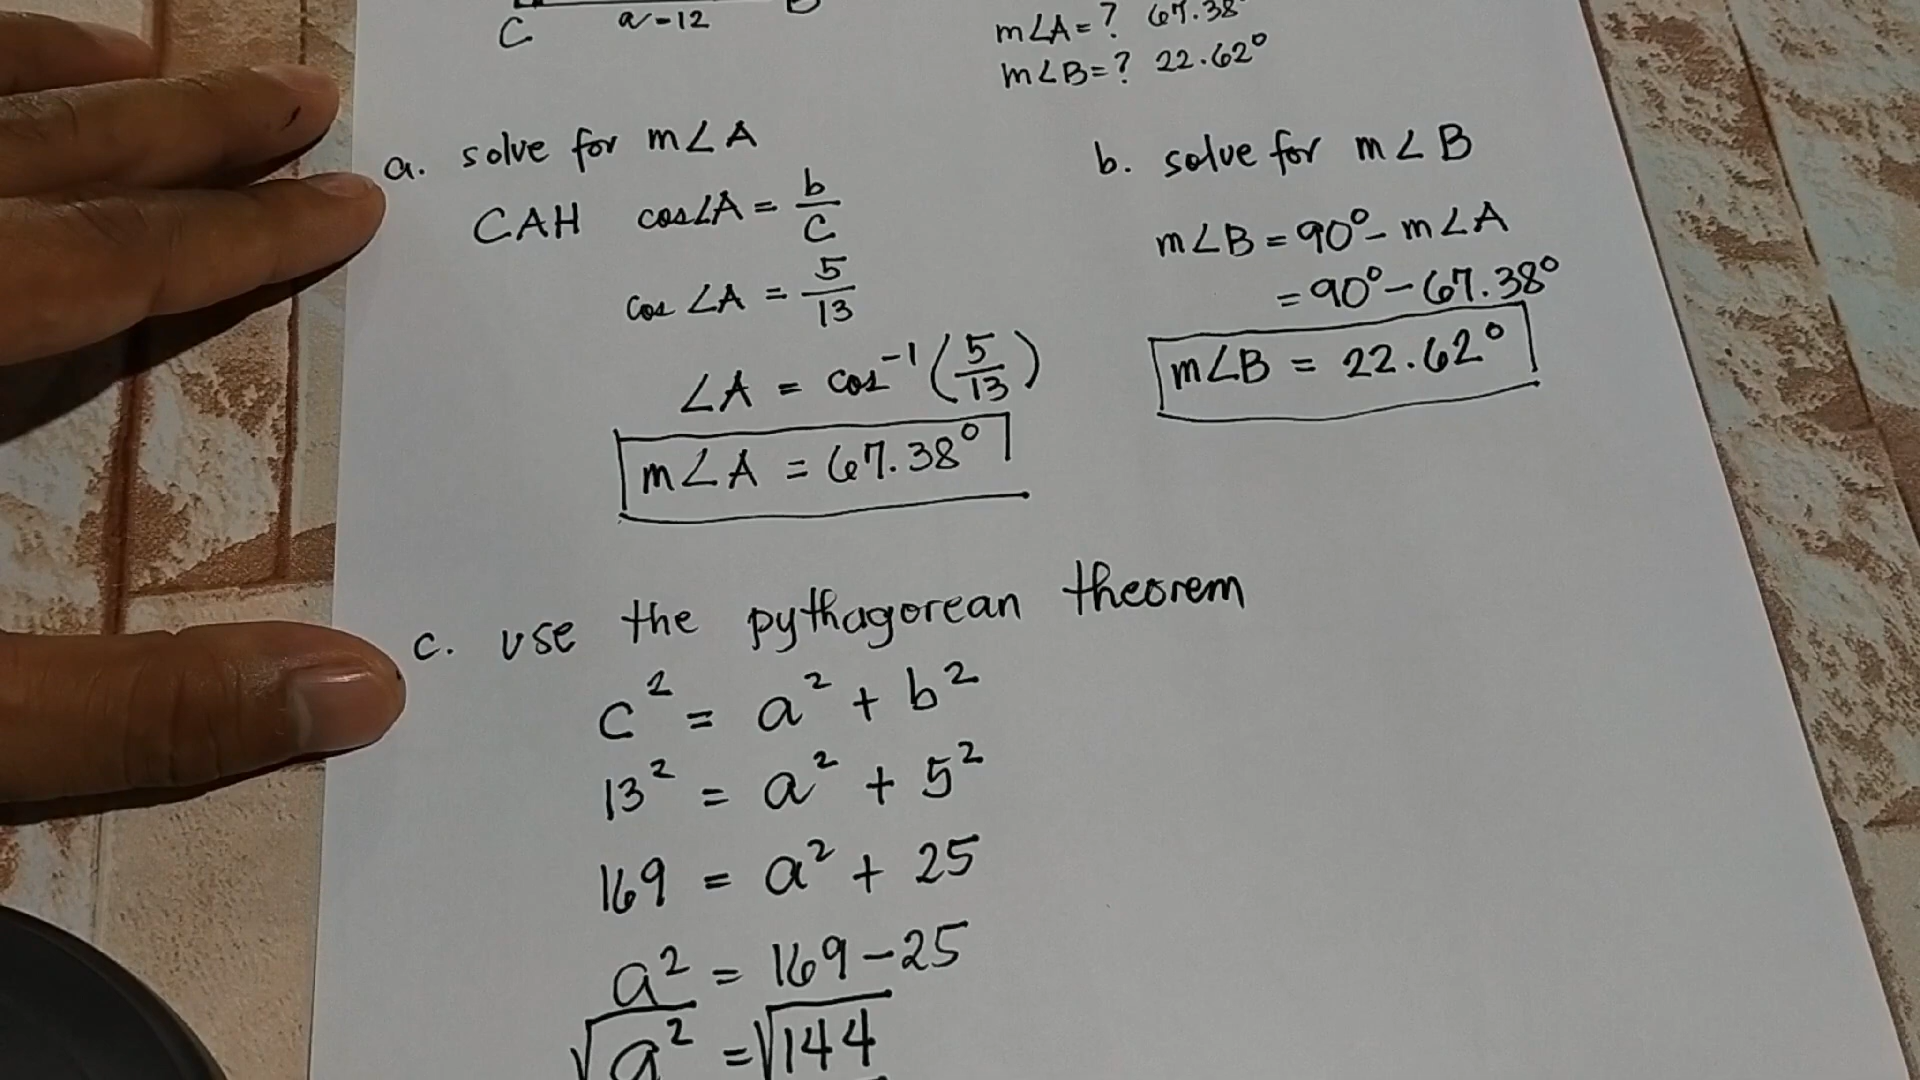 C a = 12 B
m∠A = ? 67.38°
m∠B = ? 22.62°
a. solve for m∠A
CAH cos∠A = b/c
cos ∠A = 5/13
∠A = cos⁻¹ (5/13)
m∠A = 67.38°
b. solve for m∠B
m∠B = 90° - m∠A
= 90° - 67.38°
m∠B = 22.62°
c. use the pythagorean theorem
c² = a² + b²
13² = a² + 5²
169 = a² + 25
a² = 169 - 25
√a² = √144